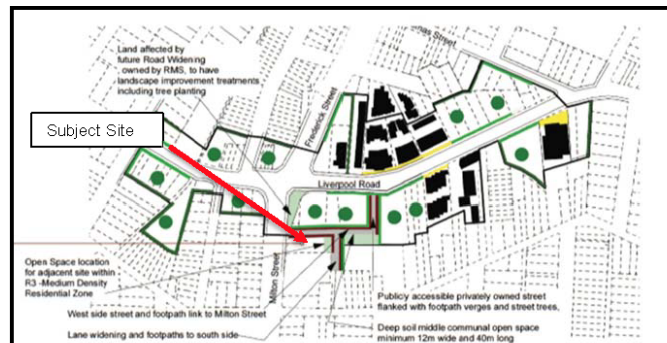 Land affected by
future Road Widening
owned by RMS, to have
landscape improvement treatments
including tree planting
Subject Site
Frederick Street
Street
Liverpool Road
Milton Street
Open Space location
for adjacent site within
R3 -Medium Density
Residential Zone
West side street and footpath link to Milton Street
Lane widening and footpaths to south side
Publicly accessible privately owned street
flanked with footpath verges and street trees,
Deep soil middle communal open space
minimum 12m wide and 40m long